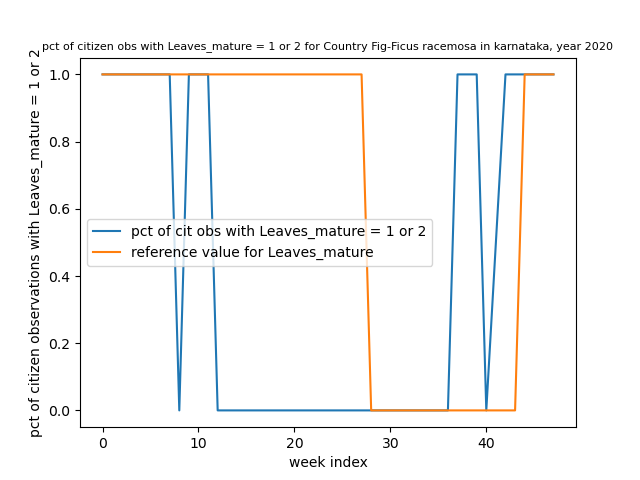 pct of citizen obs with Leaves_mature = 1 or 2 for Country Fig-Ficus racemosa in karnataka, year 2020
pct of citizen observations with Leaves_mature = 1 or 2
1.0
0.8
0.6
0.4
0.2
0.0
pct of cit obs with Leaves_mature = 1 or 2
reference value for Leaves_mature
0 10 20 30 40
week index